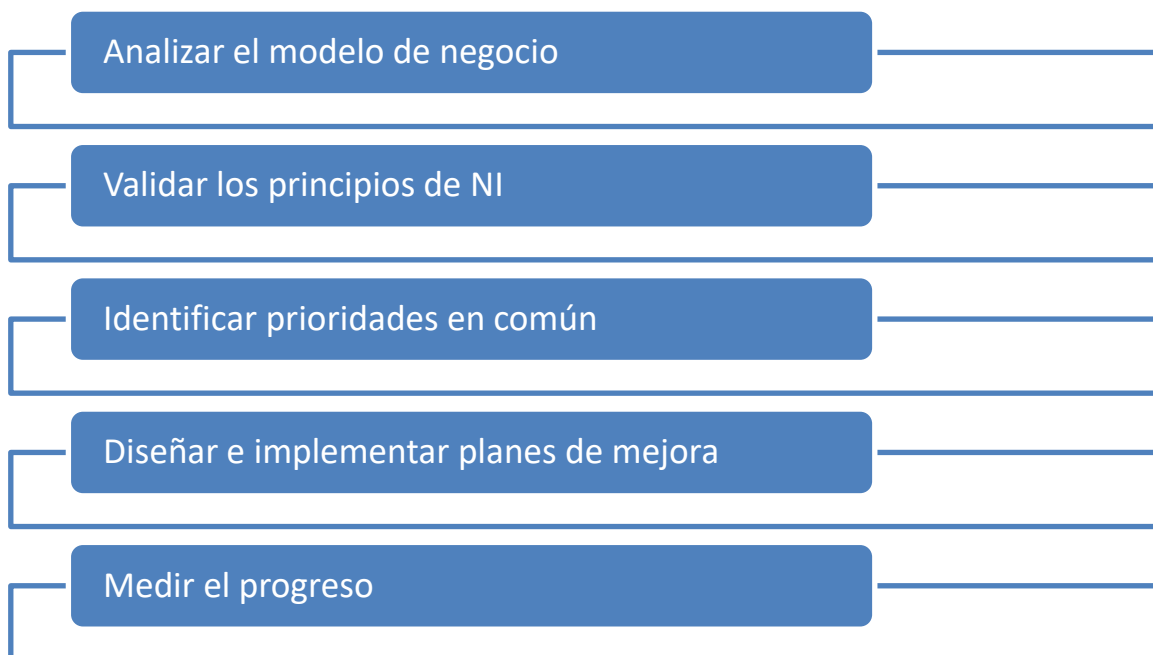 Analizar el modelo de negocio
Validar los principios de NI
Identificar prioridades en común
Diseñar e implementar planes de mejora
Medir el progreso